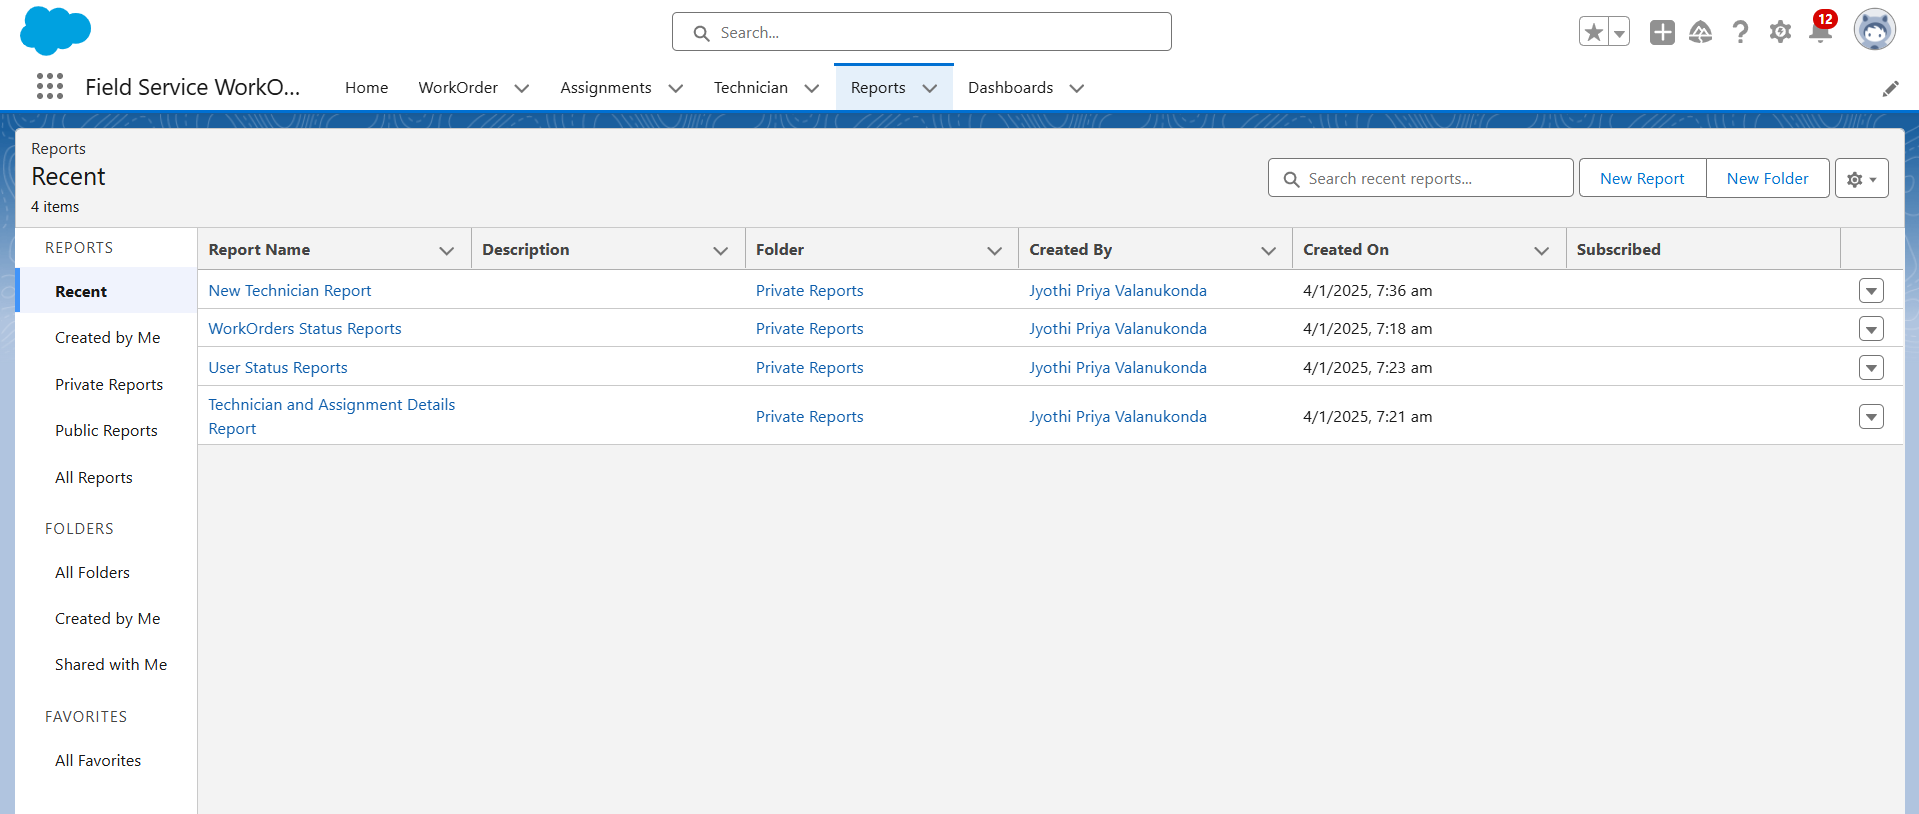 Search...
12
Field Service WorkO...
Home
WorkOrder
Assignments
Technician
Reports
Dashboards
Reports
Recent
4 items
Search recent reports...
New Report
New Folder
REPORTS
Recent
Created by Me
Private Reports
Public Reports
All Reports
FOLDERS
All Folders
Created by Me
Shared with Me
FAVORITES
All Favorites
Report Name Description Folder Created By Created On Subscribed
New Technician Report Private Reports Jyothi Priya Valanukonda 4/1/2025, 7:36 am
WorkOrders Status Reports Private Reports Jyothi Priya Valanukonda 4/1/2025, 7:18 am
User Status Reports Private Reports Jyothi Priya Valanukonda 4/1/2025, 7:23 am
Technician and Assignment Details
Report
Private Reports Jyothi Priya Valanukonda 4/1/2025, 7:21 am